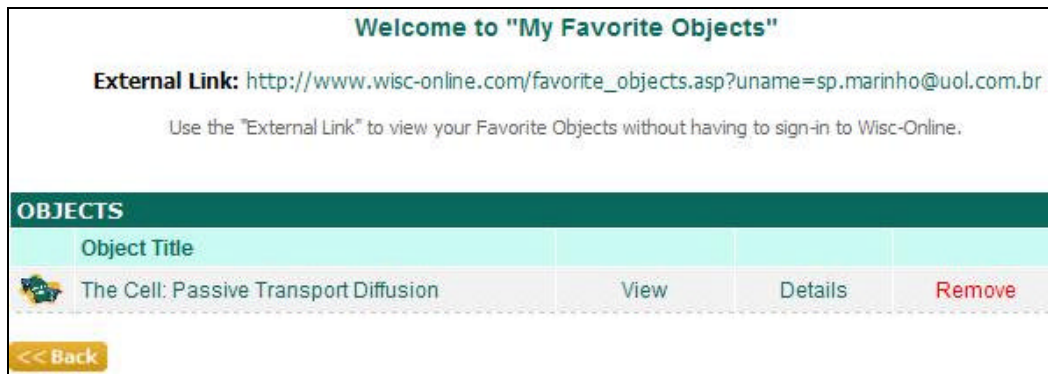 Welcome to "My Favorite Objects"
External Link: http://www.wisc-online.com/favorite_objects.asp?uname=sp.marinho@uol.com.br
Use the "External Link" to view your Favorite Objects without having to sign-in to Wisc-Online.
OBJECTS
Object Title
The Cell: Passive Transport Diffusion View Details Remove
<< Back